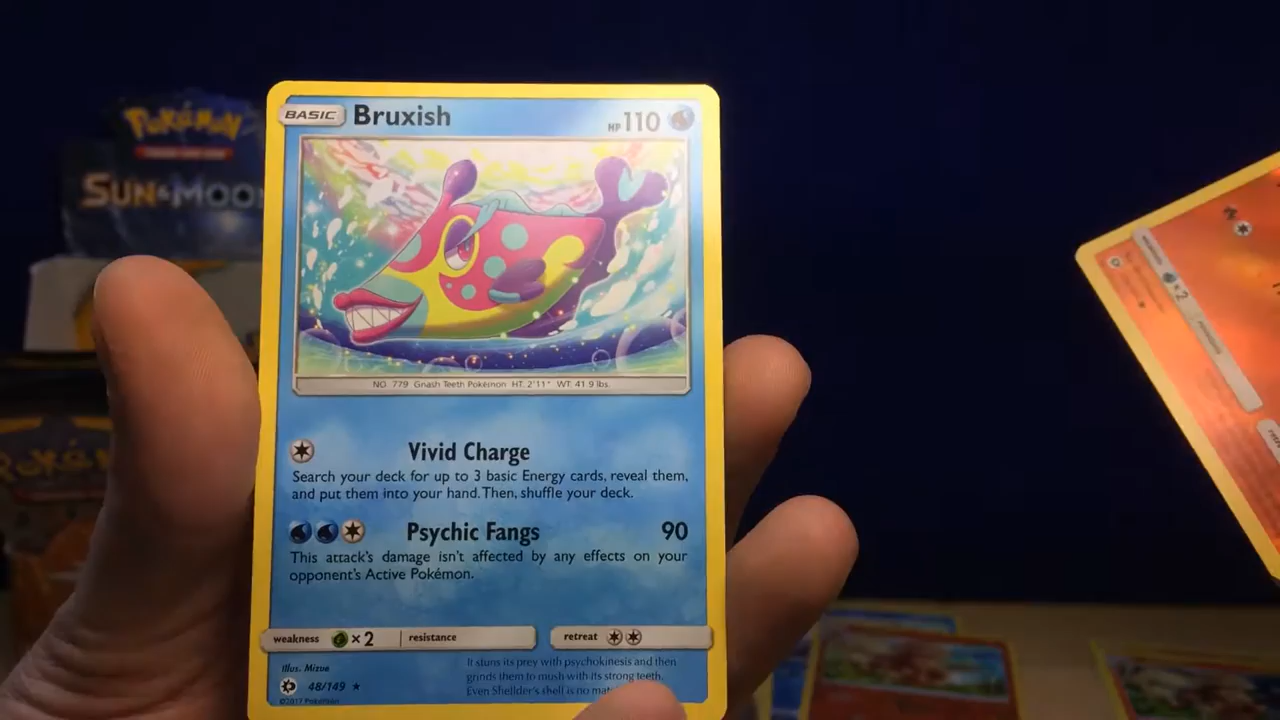 BASIC Bruxish HP 110
NO. 779 Gnash Teeth Pokémon HT: 2'11" WT: 41.9 lbs.
Vivid Charge
Search your deck for up to 3 basic Energy cards, reveal them,
and put them into your hand. Then, shuffle your deck.
Psychic Fangs 90
This attack's damage isn't affected by any effects on your
opponent's Active Pokémon.
weakness ×2 resistance retreat
Illus. Mizue
48/149
©2017 Pokémon
It stuns its prey with psychokinesis and then
grinds them to mush with its strong teeth.
Even Shellder's shell is no
Pokémon
SUN & MOON
Poké
×2